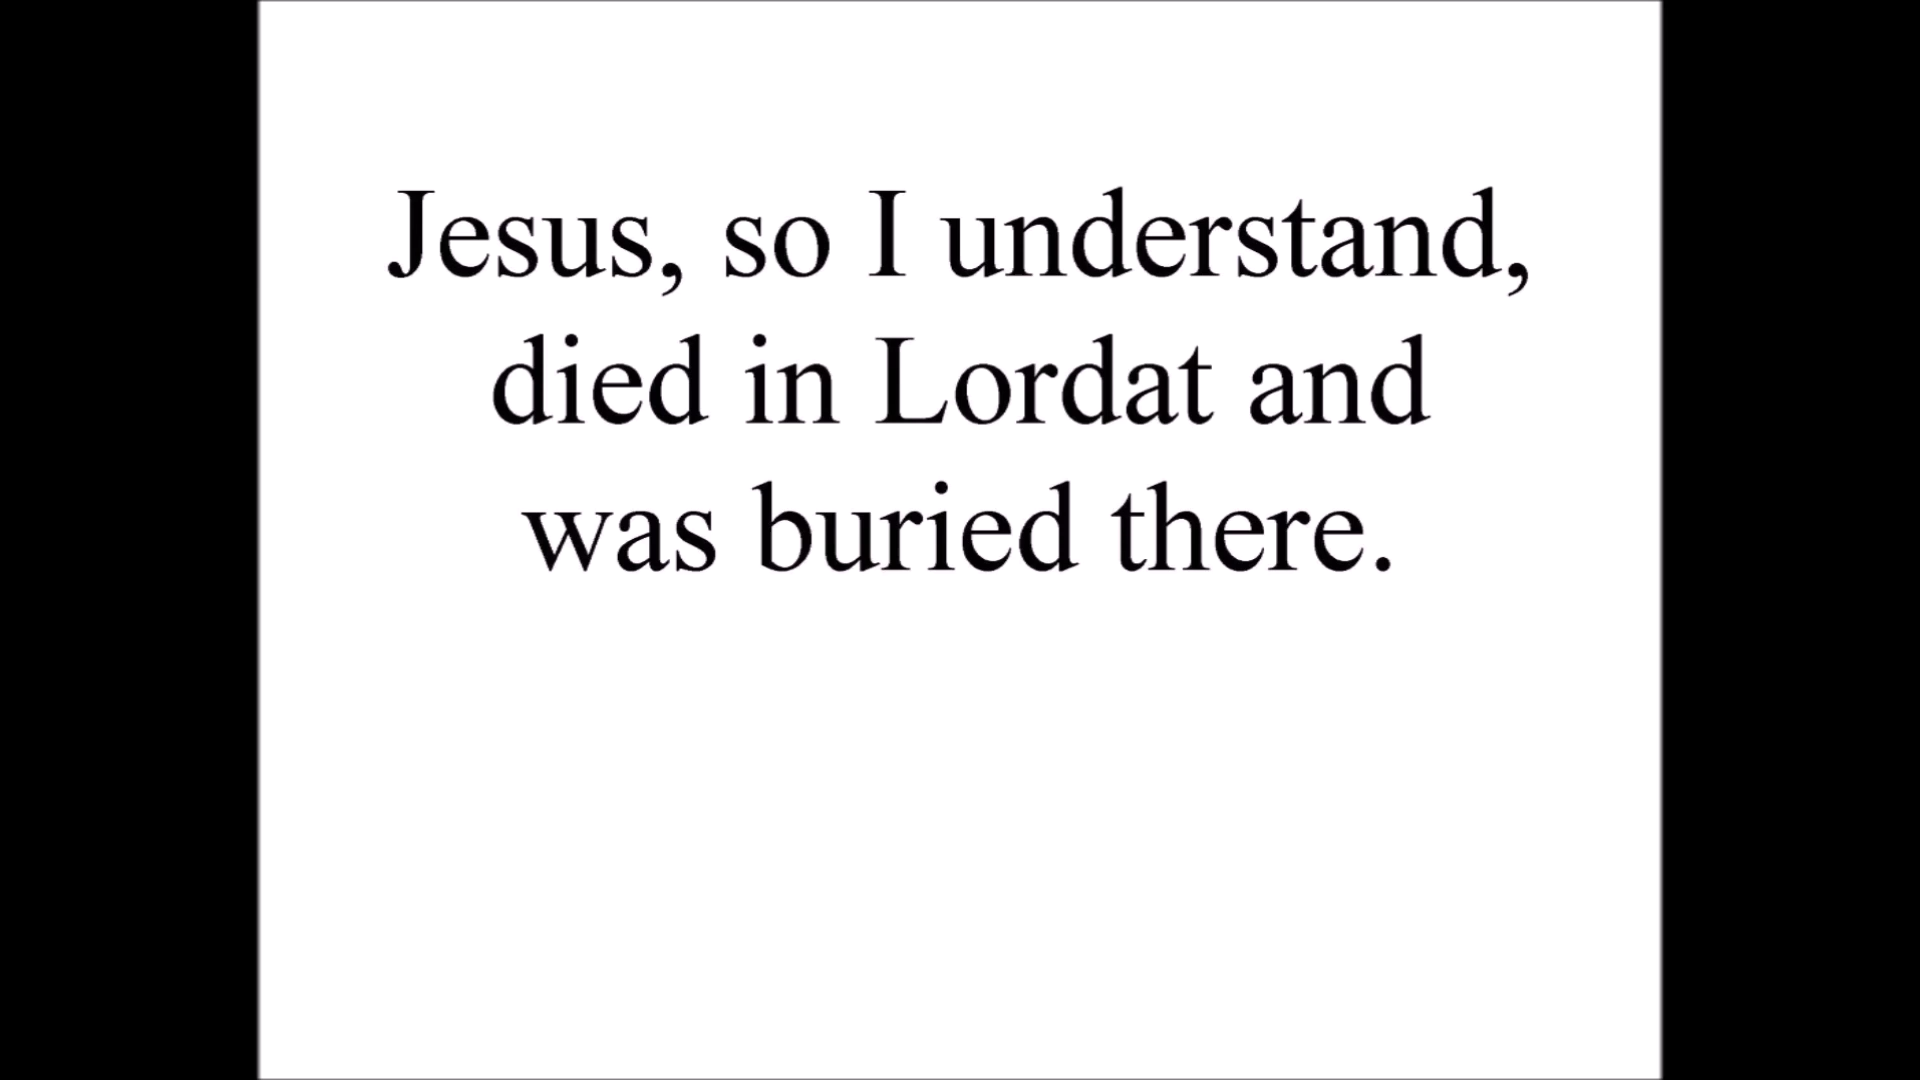 Jesus, so I understand,
died in Lordat and
was buried there.